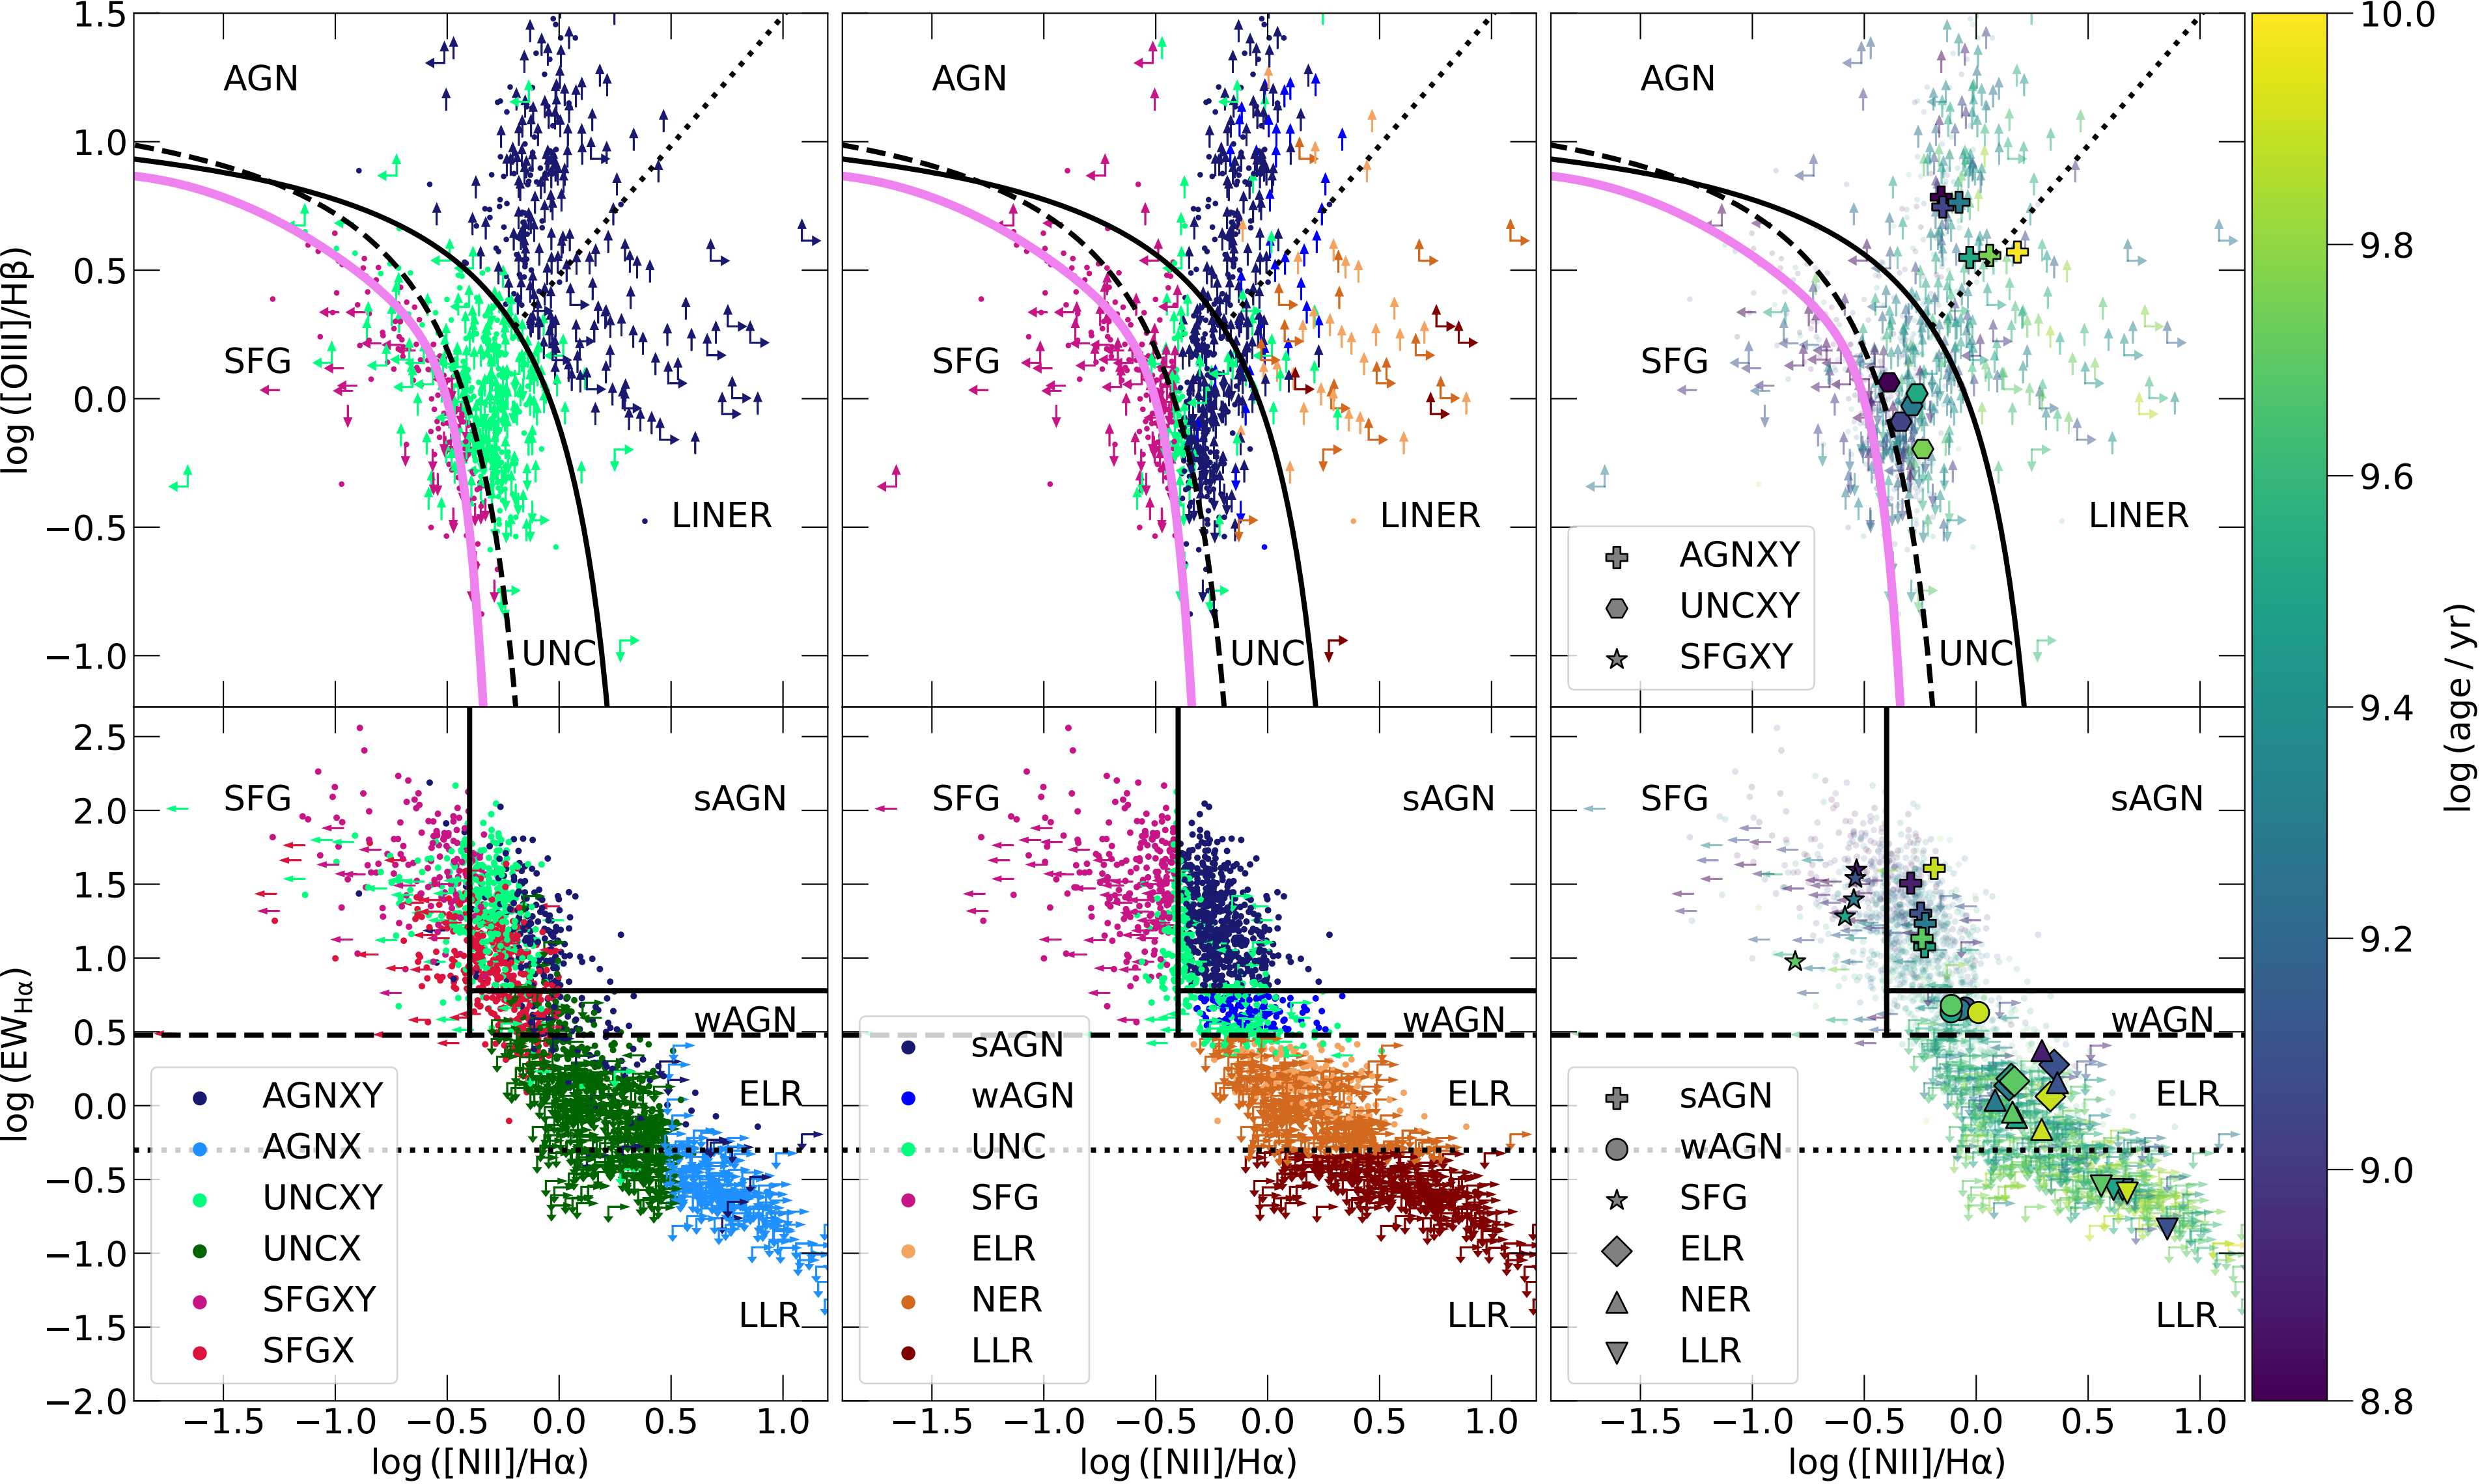 1.5
1.0
0.5
0.0
−0.5
−1.0
log ([OIII]/Hβ)
AGN
SFG
LINER
UNC
AGN
SFG
LINER
UNC
AGN
SFG
LINER
UNC
AGNXY
UNCXY
SFGXY
2.5
2.0
1.5
1.0
0.5
0.0
−0.5
−1.0
−1.5
−2.0
log (EWHα)
SFG
sAGN
wAGN
ELR
LLR
AGNXY
AGNX
UNCXY
UNCX
SFGXY
SFGX
−1.5 −1.0 −0.5 0.0 0.5 1.0
log ([NII]/Hα)
SFG
sAGN
wAGN
ELR
LLR
sAGN
wAGN
UNC
SFG
ELR
NER
LLR
−1.5 −1.0 −0.5 0.0 0.5 1.0
log ([NII]/Hα)
SFG
sAGN
wAGN
ELR
LLR
sAGN
wAGN
SFG
ELR
NER
LLR
−1.5 −1.0 −0.5 0.0 0.5 1.0
log ([NII]/Hα)
10.0
9.8
9.6
9.4
9.2
9.0
8.8
log (age / yr)